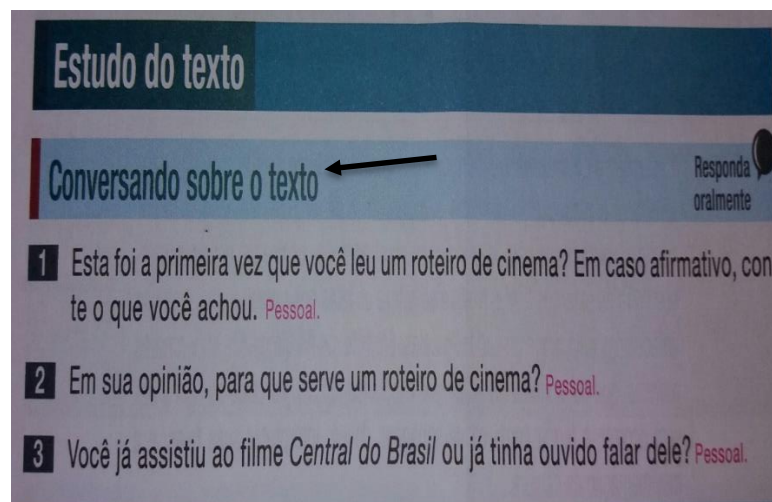 Estudo do texto
Conversando sobre o texto
Responda
oralmente
1 Esta foi a primeira vez que você leu um roteiro de cinema? Em caso afirmativo, con
te o que você achou. Pessoal.
2 Em sua opinião, para que serve um roteiro de cinema? Pessoal.
3 Você já assistiu ao filme Central do Brasil ou já tinha ouvido falar dele? Pessoal.